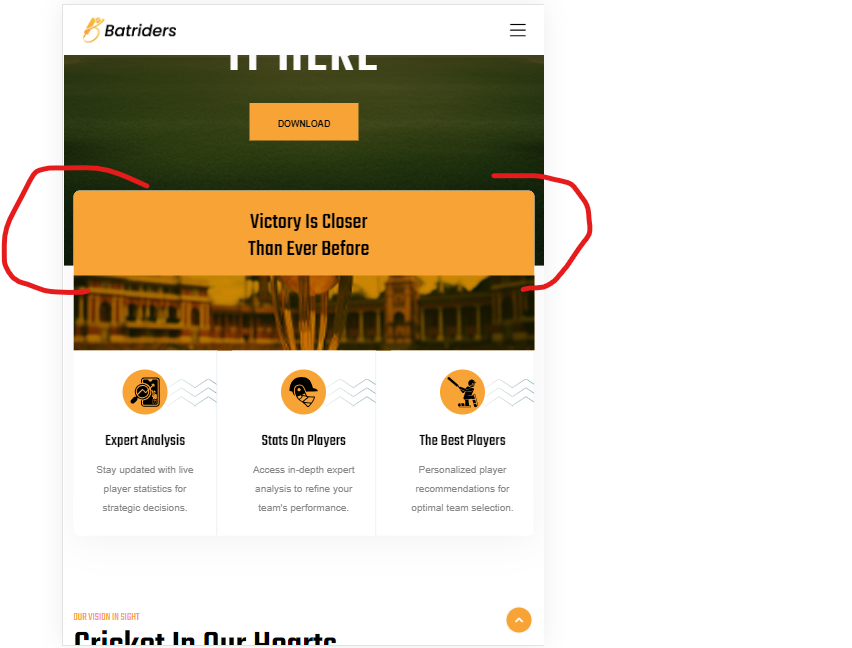 Batriders
IT HERE
DOWNLOAD
Victory Is Closer
Than Ever Before
Expert Analysis
Stay updated with live
player statistics for
strategic decisions.
Stats On Players
Access in-depth expert
analysis to refine your
team's performance.
The Best Players
Personalized player
recommendations for
optimal team selection.
OUR VISION IN SIGHT
Cricket In Our Hearts